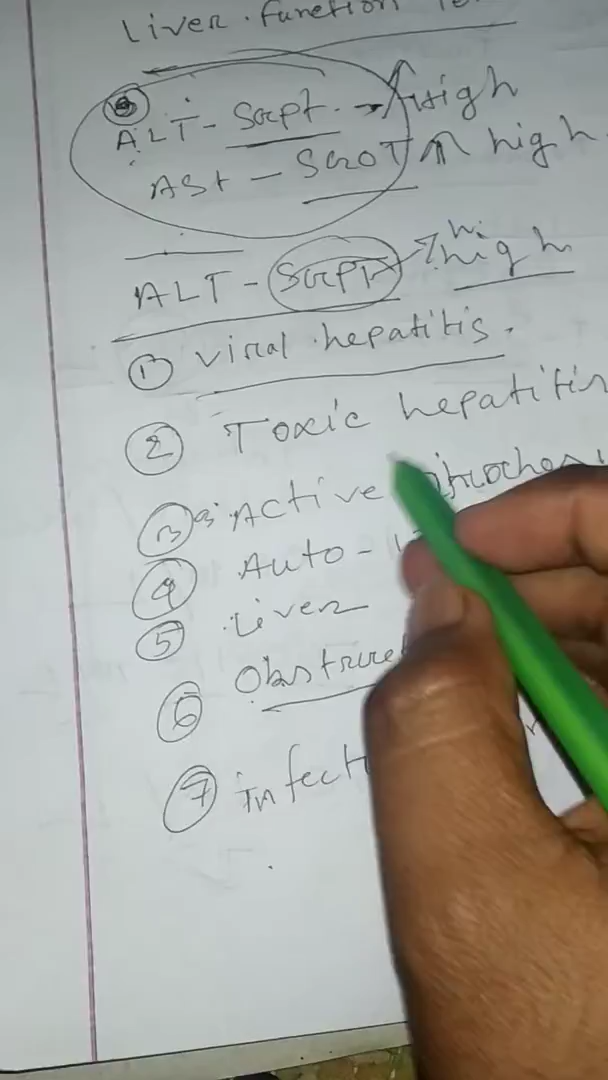 Liver function
ALT - SGPT → ↑ High
AST - SGOT ↑↑ high
ALT - SGPT high
① Viral hepatitis.
② Toxic hepatitis
③ Active
④ Auto -
⑤ Liver
⑥ Obstruc
⑦ infect